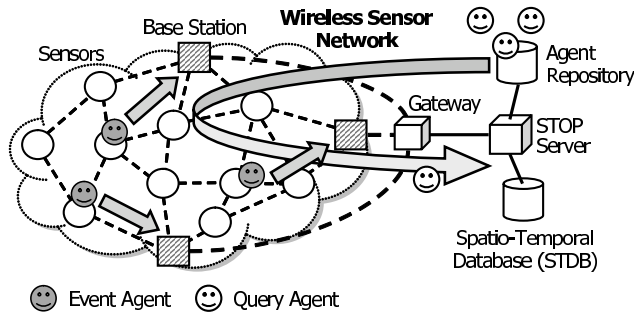 Wireless Sensor
Network
Base Station
Sensors
Agent
Repository
Gateway
STOP
Server
Spatio-Temporal
Database (STDB)
Event Agent
Query Agent